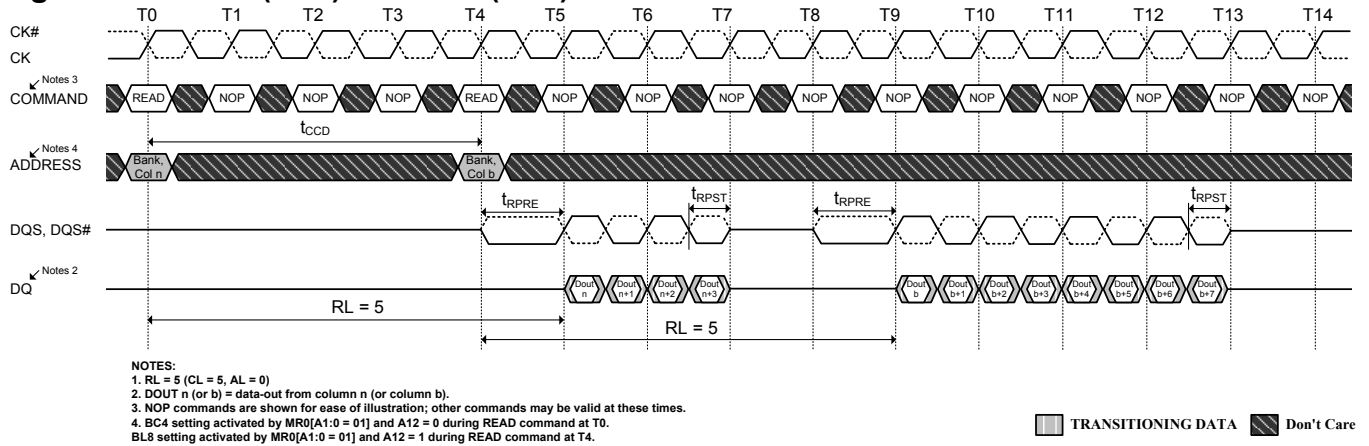 T0 T1 T2 T3 T4 T5 T6 T7 T8 T9 T10 T11 T12 T13 T14
CK#
CK
Notes 3
COMMAND READ NOP NOP NOP READ NOP NOP NOP NOP NOP NOP NOP NOP NOP NOP
tCCD
Notes 4
ADDRESS Bank, Col n Bank, Col b
tRPRE tRPST tRPRE tRPST
DQS, DQS#
Notes 2
DQ Dout n Dout n+1 Dout n+2 Dout n+3 Dout b Dout b+1 Dout b+2 Dout b+3 Dout b+4 Dout b+5 Dout b+6 Dout b+7
RL = 5
RL = 5
NOTES:
1. RL = 5 (CL = 5, AL = 0)
2. DOUT n (or b) = data-out from column n (or column b).
3. NOP commands are shown for ease of illustration; other commands may be valid at these times.
4. BC4 setting activated by MR0[A1:0 = 01] and A12 = 0 during READ command at T0.
BL8 setting activated by MR0[A1:0 = 01] and A12 = 1 during READ command at T4.
TRANSITIONING DATA Don't Care